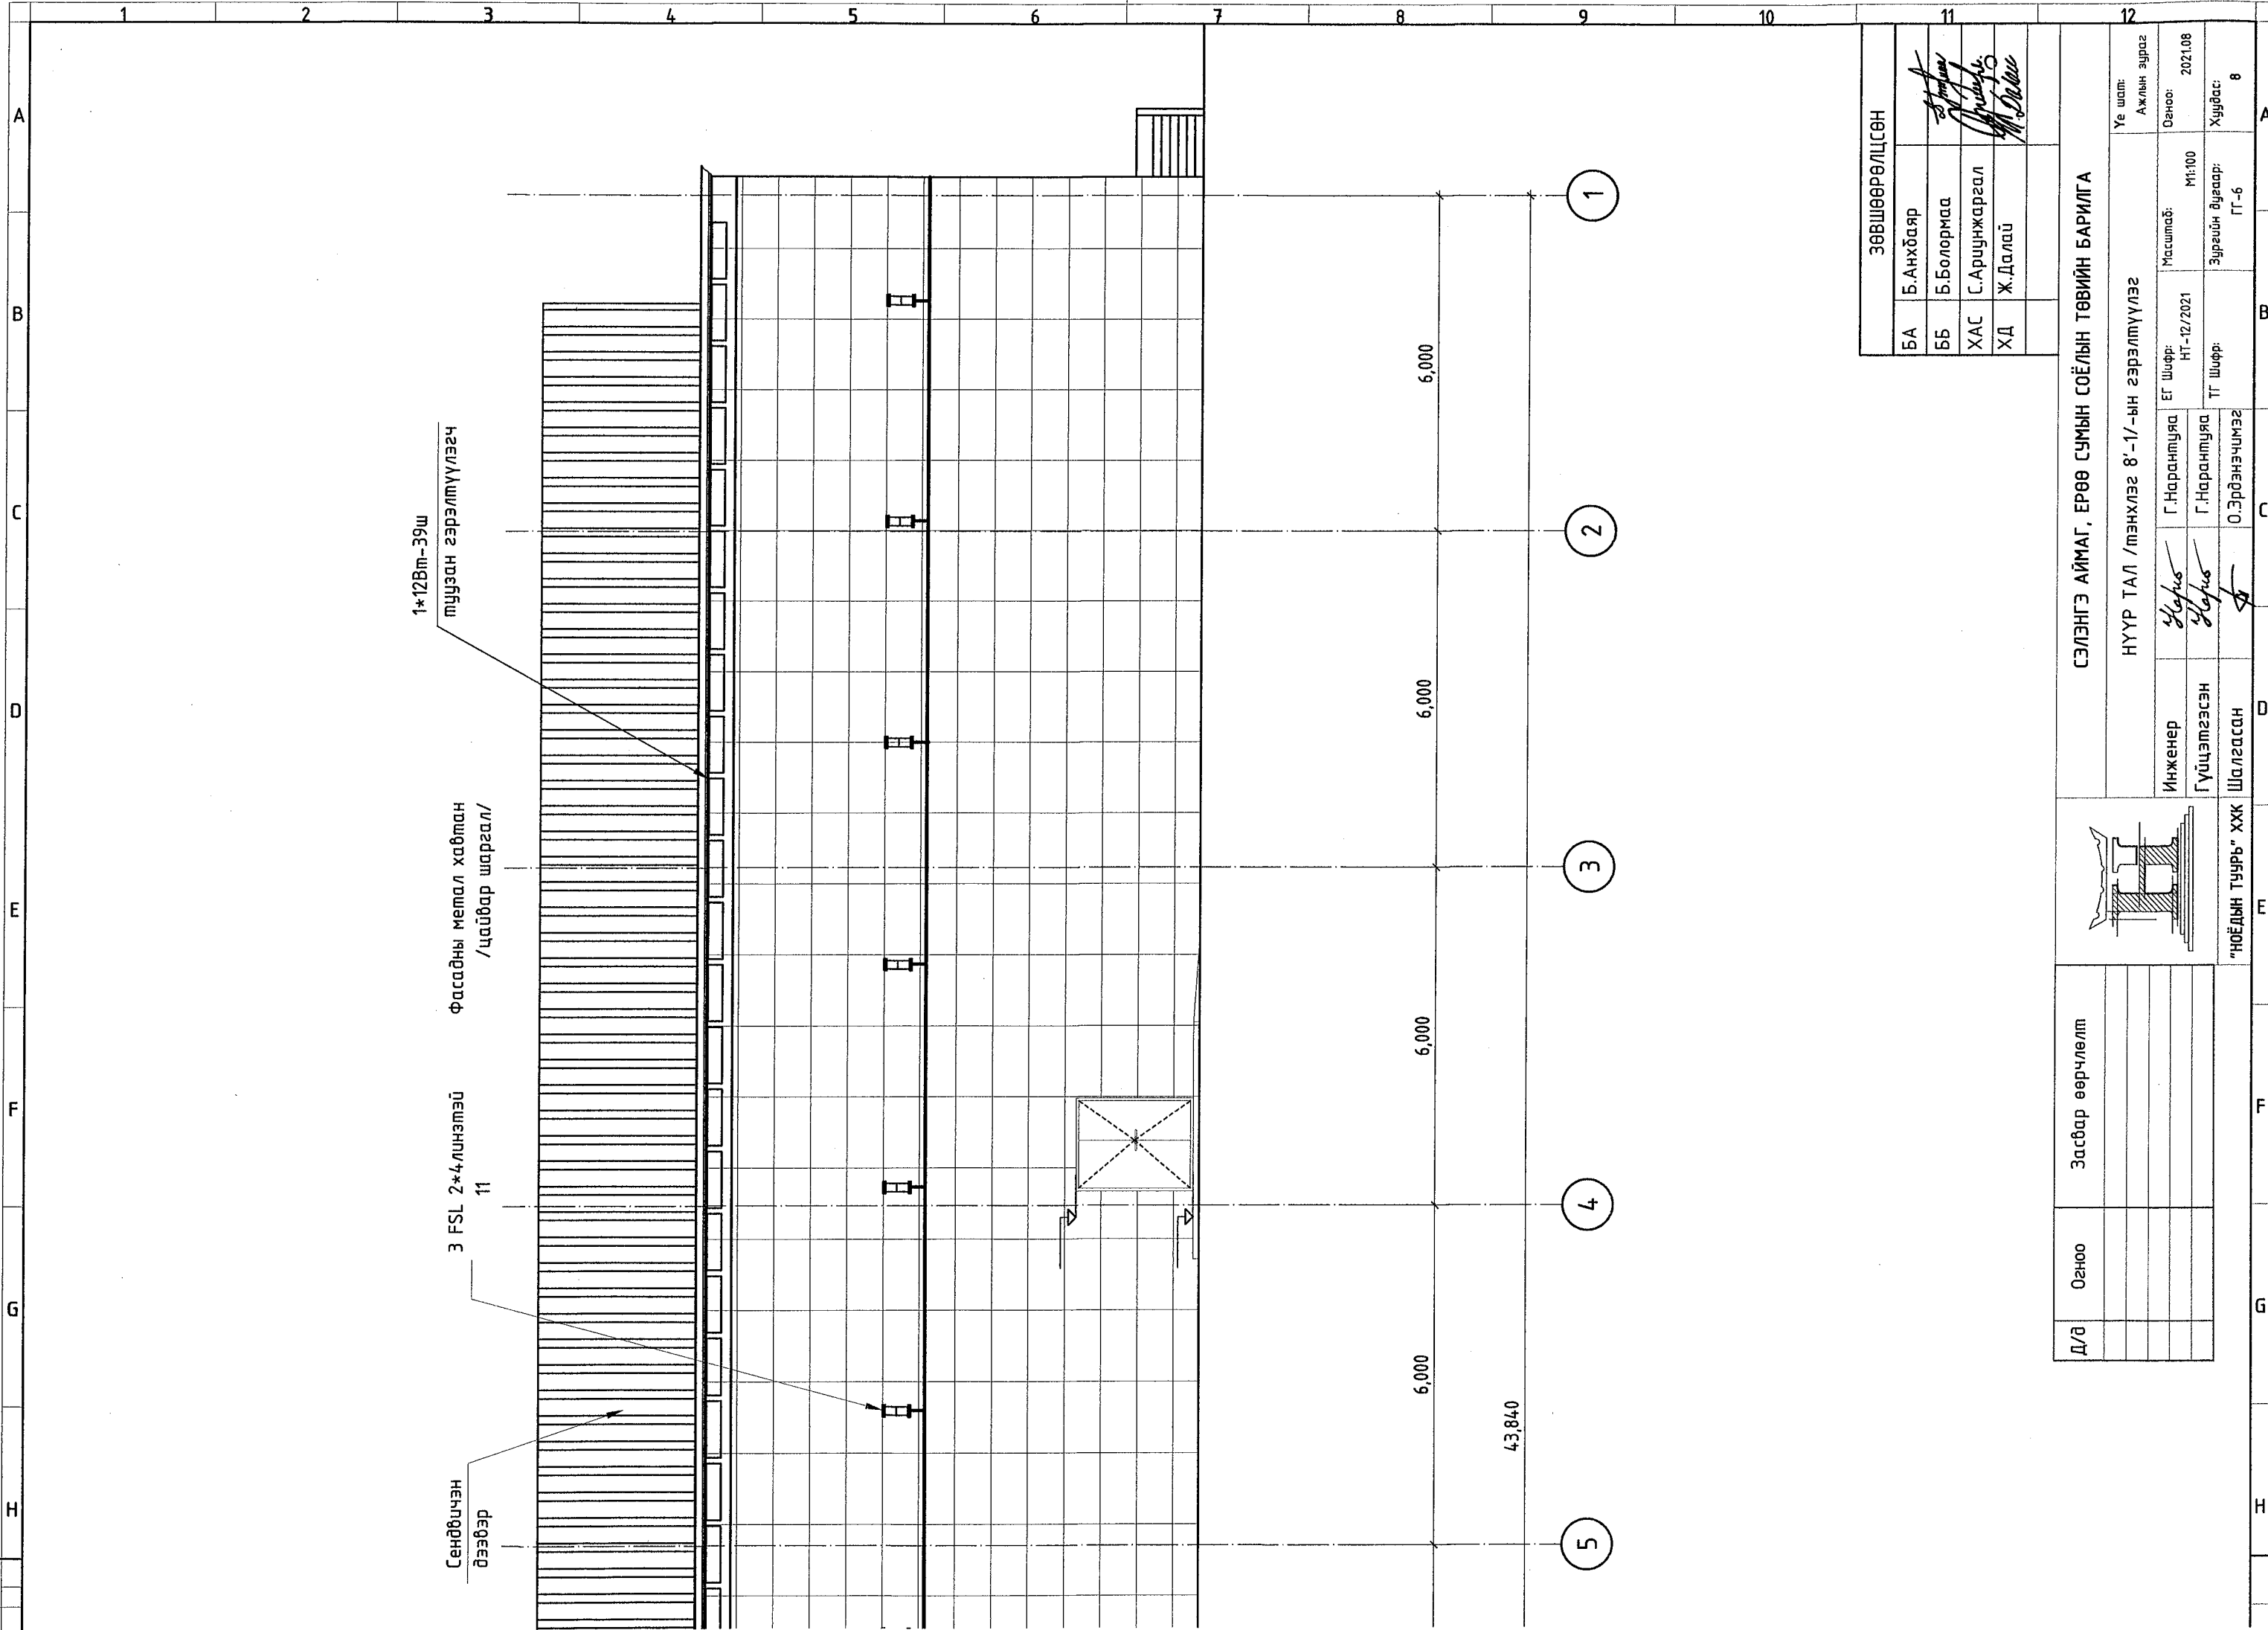 1 2 3 4 5 6 7 8 9 10 11 12
A
B
C
D
E
F
G
H
A
B
C
D
E
F
G
H
Сендвичэн
дээвэр
3 FSL 2*4линзтэй
11
Фасадны метал хавтан
/цайвар шаргал/
1*12Вт-39ш
туузан гэрэлтүүлэгч
6,000
6,000
6,000
6,000
43,840
5
4
3
2
1
ЗӨВШӨӨРӨЛЦСӨН
БА Б.Анхбаяр
ББ Б.Болормаа
ХАС С.Ариунжаргал
ХД Ж.Далай
Д/д Огноо Засвар өөрчлөлт
"НОЁДЫН ТУУРЬ" ХХК
СЭЛЭНГЭ АЙМАГ, ЕРӨӨ СУМЫН СОЁЛЫН ТӨВИЙН БАРИЛГА
НҮҮР ТАЛ /тэнхлэг 8'-1/-ын гэрэлтүүлэг
Үе шат:
Ажлын зураг
Инженер Г.Нарантуяа
ЕГ Шифр:
НТ-12/2021
Масштаб:
М1:100
Огноо:
2021.08
Гүйцэтгэсэн Г.Нарантуяа
ТГ Шифр:
Зургийн дугаар:
ГГ-6
Хуудас:
8
Шалгасан О.Эрдэнэчимэг